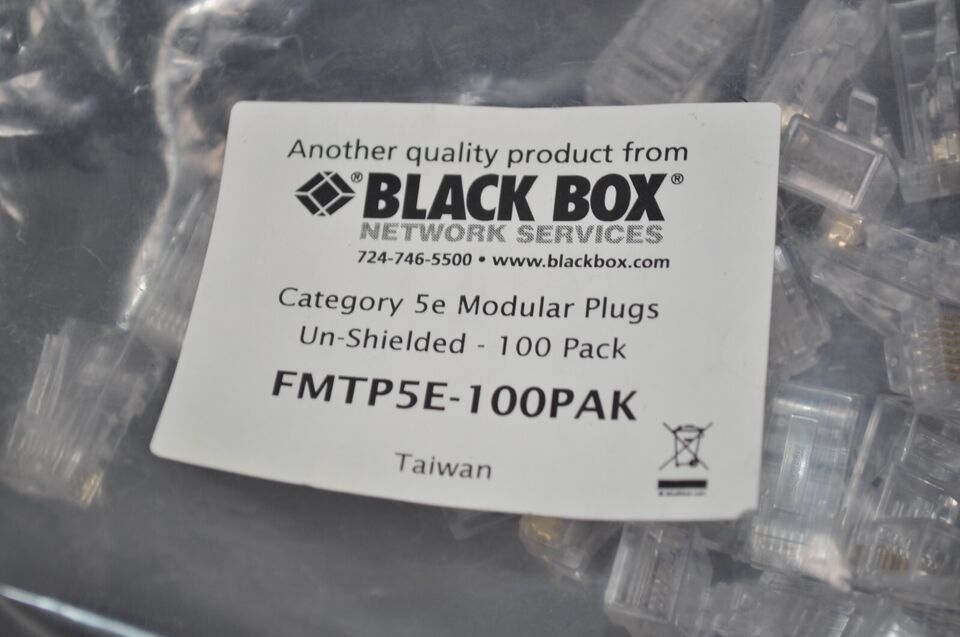 Another quality product from
® BLACK BOX®
NETWORK SERVICES
724-746-5500 • www.blackbox.com
Category 5e Modular Plugs
Un-Shielded - 100 Pack
FMTP5E-100PAK
Taiwan